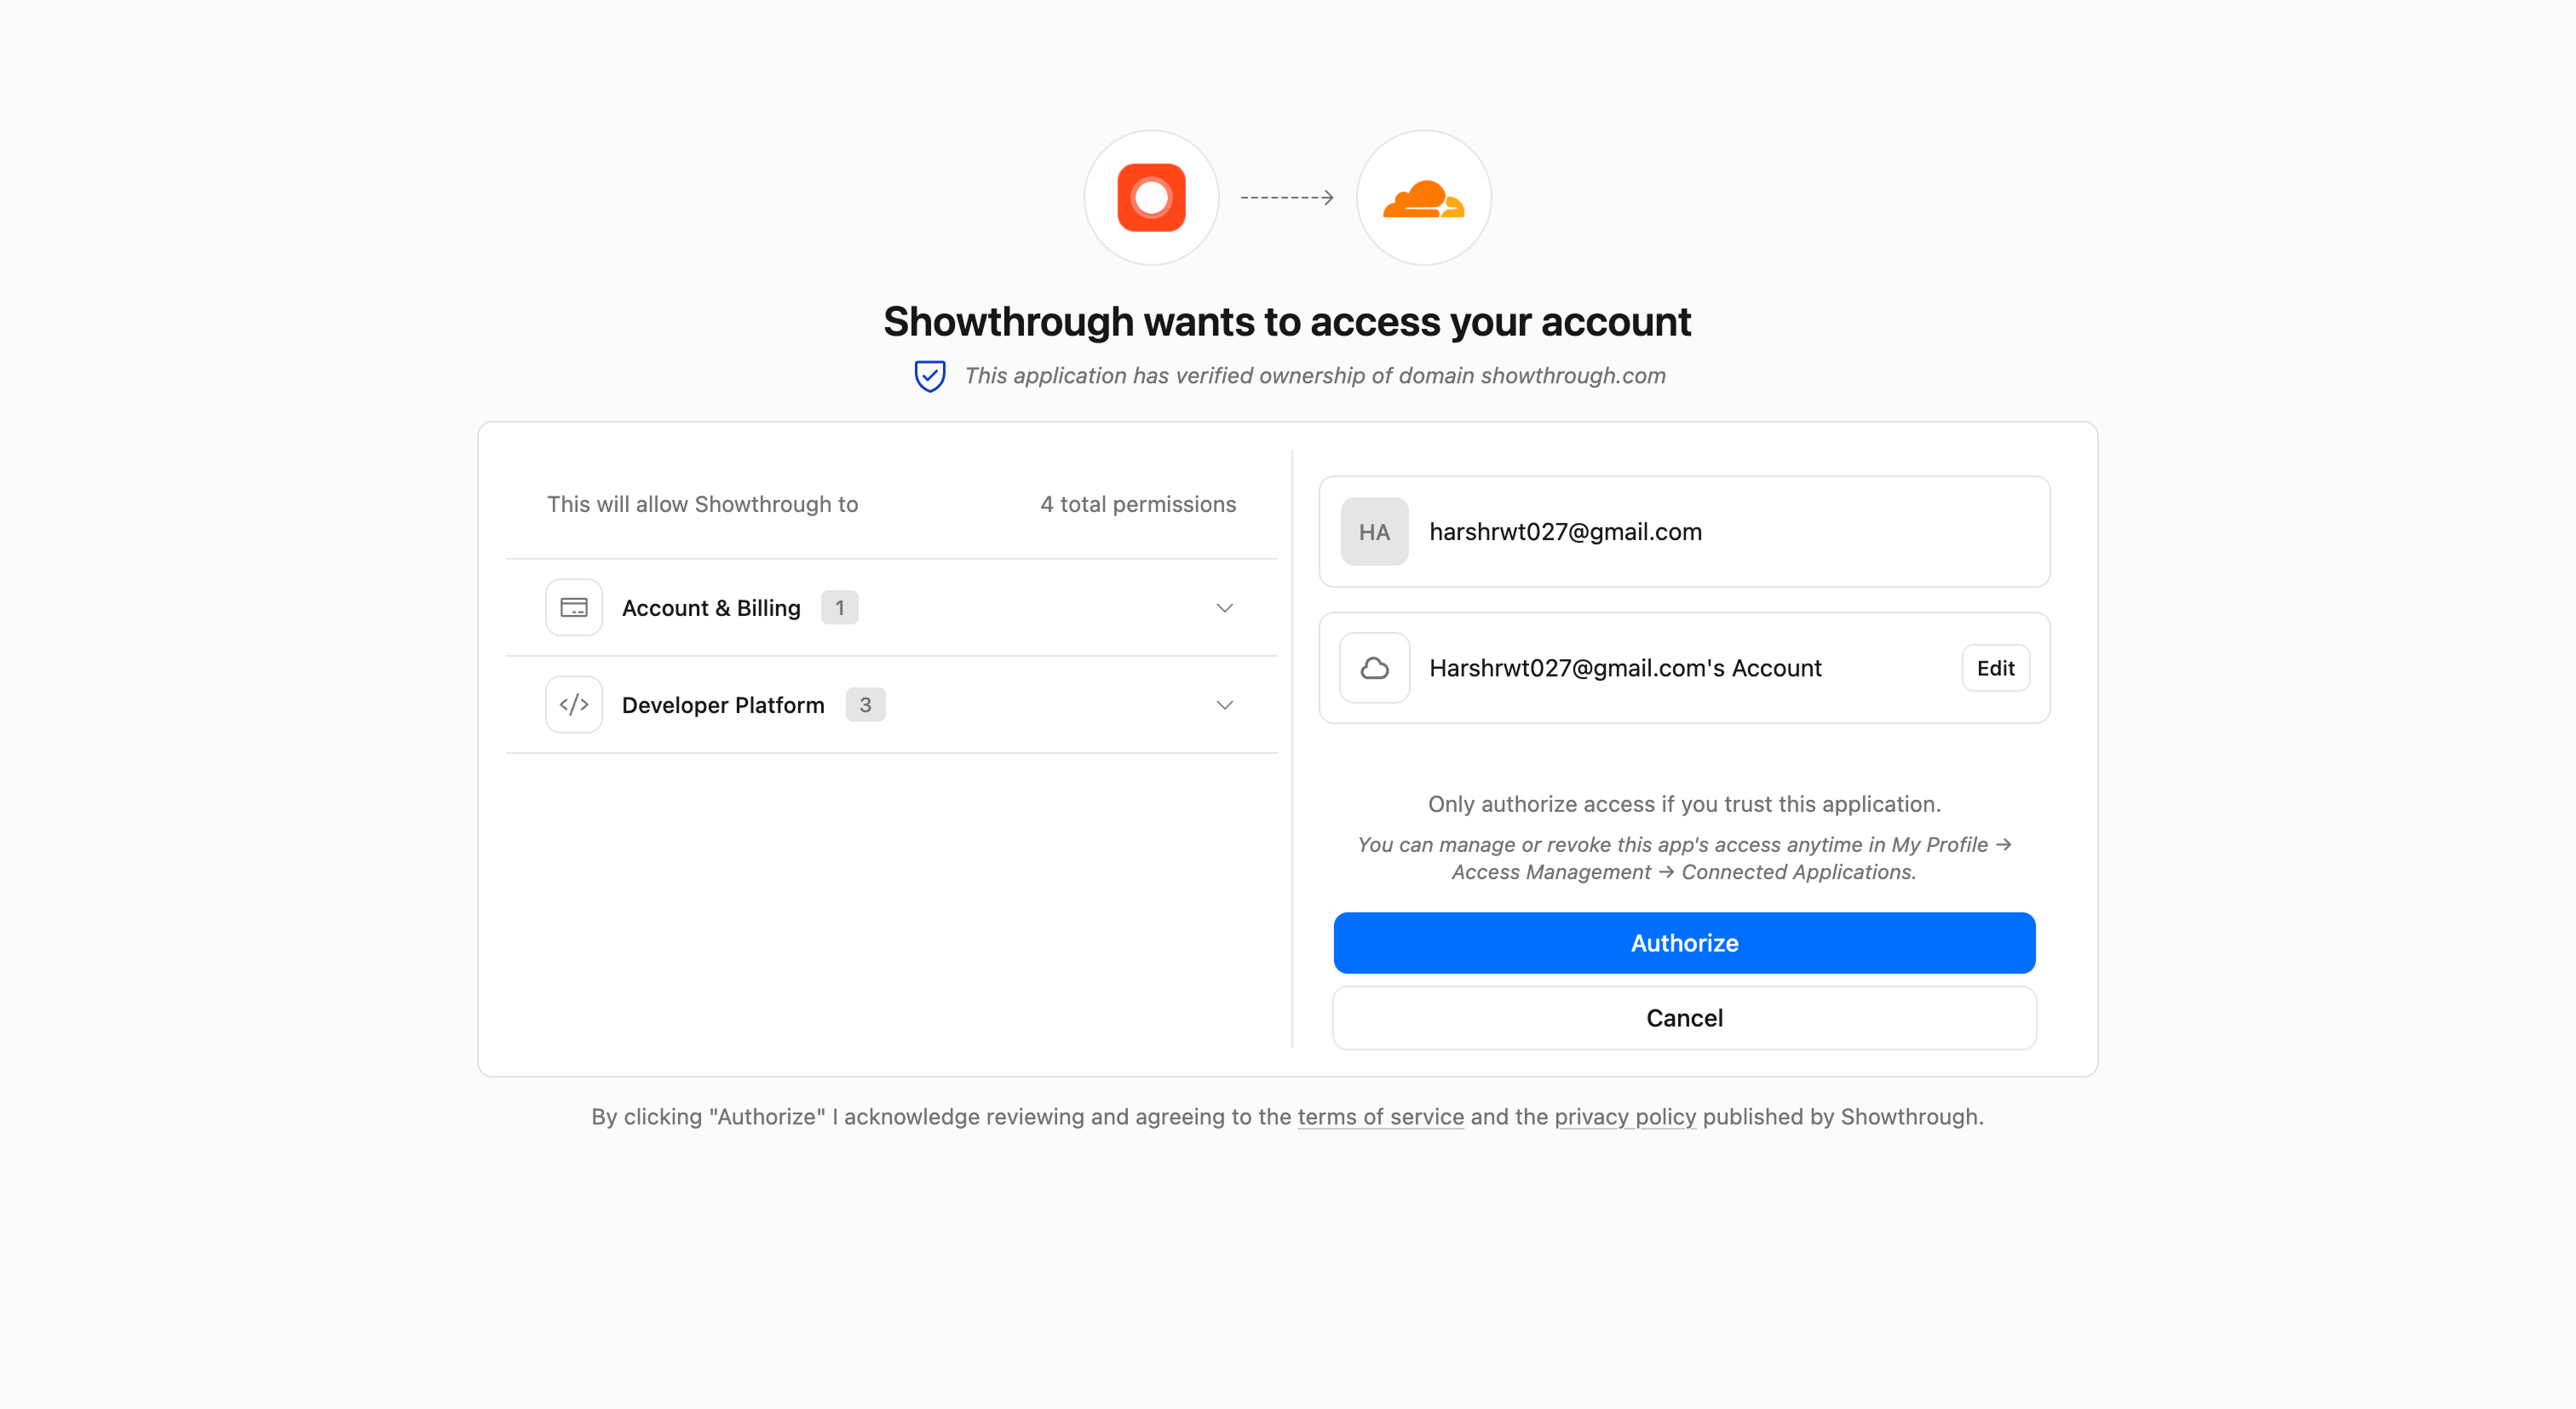 Showthrough wants to access your account
This application has verified ownership of domain showthrough.com
This will allow Showthrough to
4 total permissions
Account & Billing
1
Developer Platform
3
HA
harshrwt027@gmail.com
Harshrwt027@gmail.com's Account
Edit
Only authorize access if you trust this application.
You can manage or revoke this app's access anytime in My Profile →
Access Management → Connected Applications.
Authorize
Cancel
By clicking "Authorize" I acknowledge reviewing and agreeing to the terms of service and the privacy policy published by Showthrough.